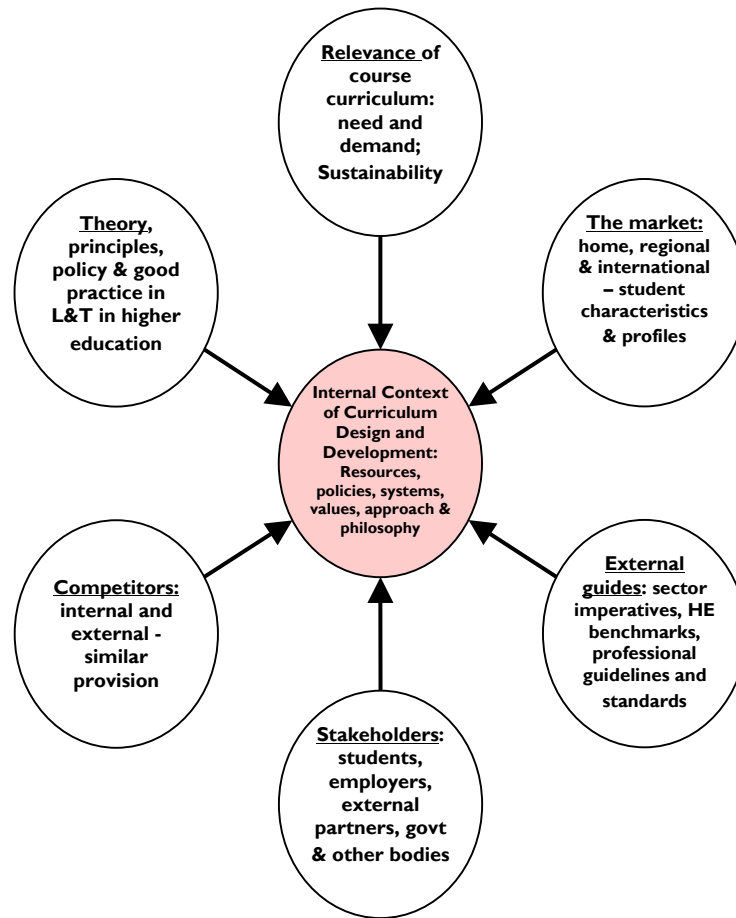 Relevance of
course
curriculum:
need and
demand;
Sustainability
Theory,
principles,
policy & good
practice in
L&T in higher
education
The market:
home, regional
& international
– student
characteristics
& profiles
Internal Context
of Curriculum
Design and
Development:
Resources,
policies, systems,
values, approach &
philosophy
Competitors:
internal and
external -
similar
provision
External
guides: sector
imperatives, HE
benchmarks,
professional
guidelines and
standards
Stakeholders:
students,
employers,
external
partners, govt
& other bodies